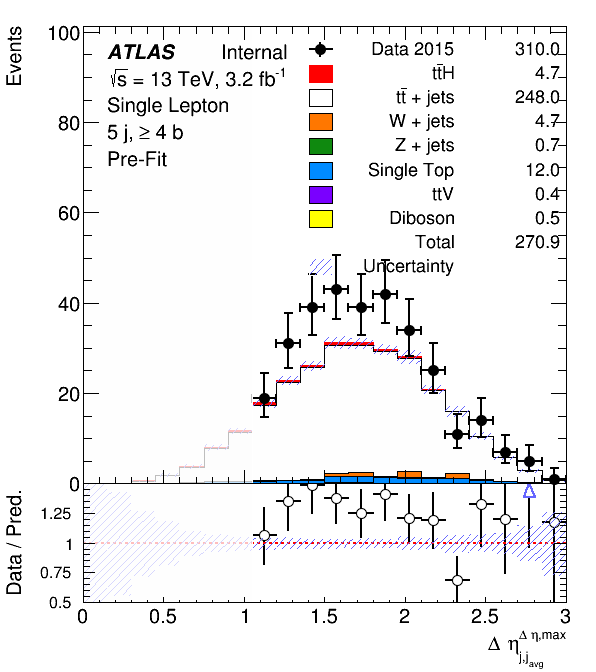 Events
100
80
60
40
20
0
ATLAS Internal
√s = 13 TeV, 3.2 fb⁻¹
Single Lepton
5 j, ≥ 4 b
Pre-Fit
Data 2015 310.0
tt̄H 4.7
tt̄ + jets 248.0
W + jets 4.7
Z + jets 0.7
Single Top 12.0
ttV 0.4
Diboson 0.5
Total 270.9
Uncertainty
Data / Pred.
1.25
1
0.75
0.5
0 0.5 1 1.5 2 2.5 3
Δ η j,j avg Δ η,max